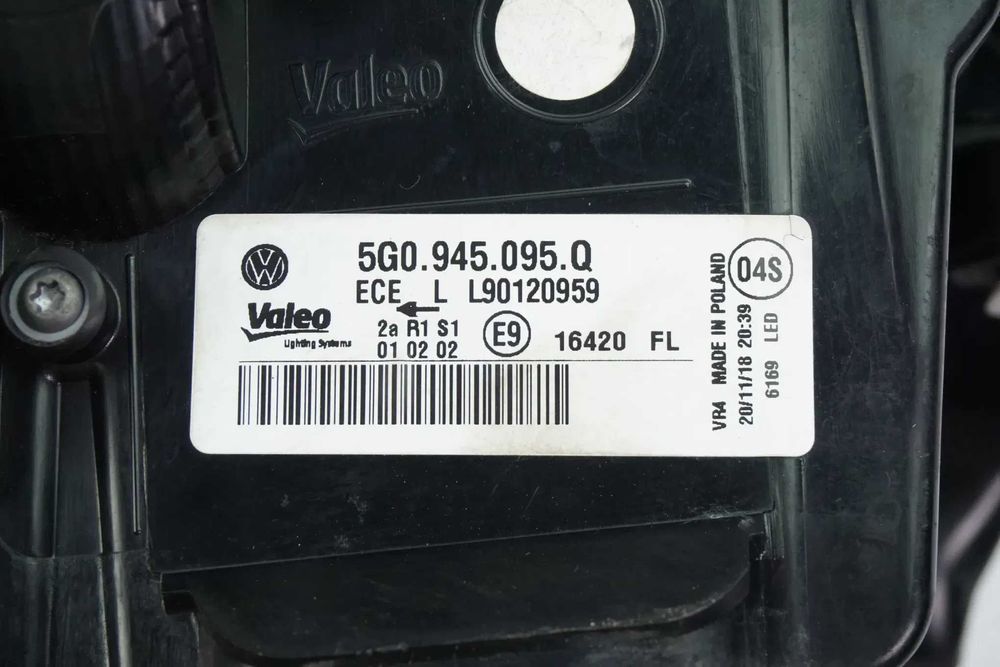 Valeo
5G0.945.095.Q
ECE L L90120959
Valeo
Lighting Systems
2a R1 S1
01 02 02
E9
16420 FL
04S
VR4 MADE IN POLAND
20/11/18 20:39
6169 LED